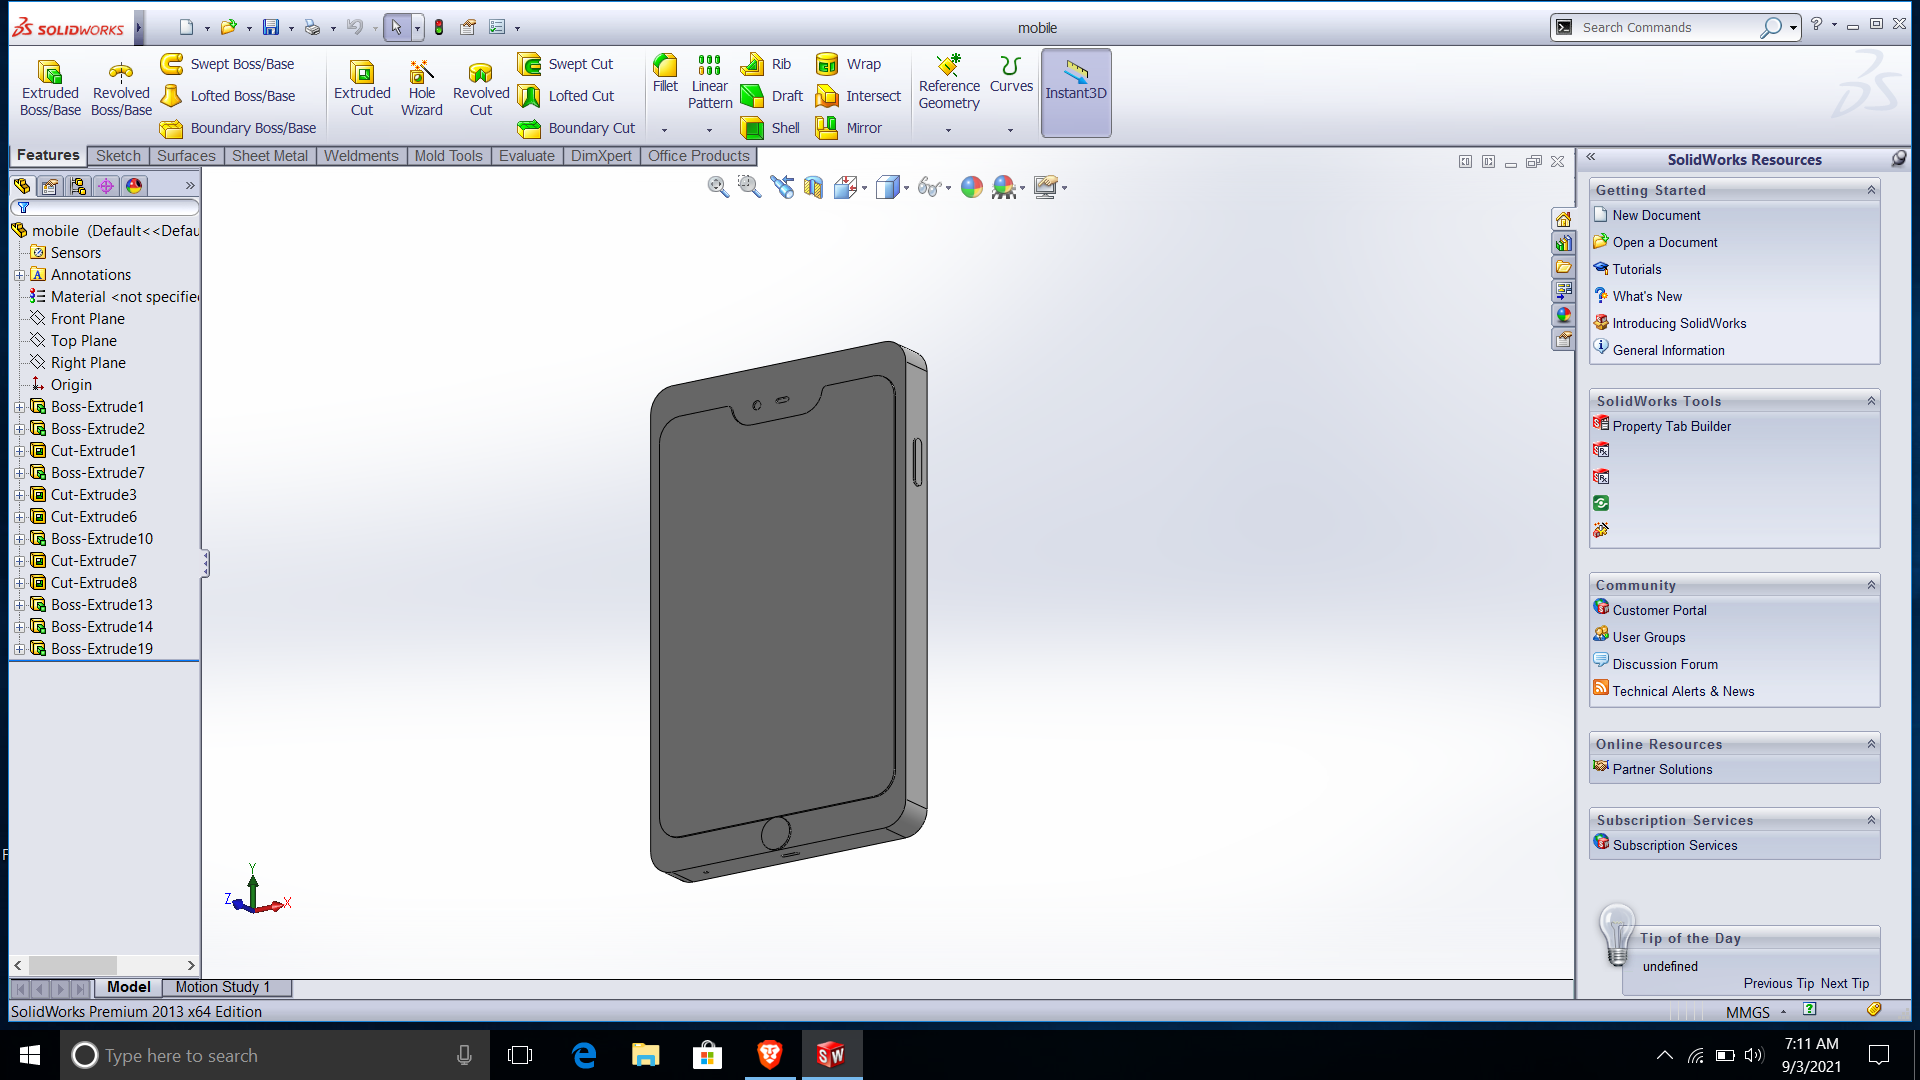 SOLIDWORKS
mobile
Search Commands
Extruded Boss/Base
Revolved Boss/Base
Swept Boss/Base
Lofted Boss/Base
Boundary Boss/Base
Extruded Cut
Hole Wizard
Revolved Cut
Swept Cut
Lofted Cut
Boundary Cut
Fillet
Linear Pattern
Rib
Draft
Shell
Wrap
Intersect
Mirror
Reference Geometry
Curves
Instant3D
Features
Sketch
Surfaces
Sheet Metal
Weldments
Mold Tools
Evaluate
DimXpert
Office Products
mobile (Default<<Defau
Sensors
Annotations
Material <not specifie
Front Plane
Top Plane
Right Plane
Origin
Boss-Extrude1
Boss-Extrude2
Cut-Extrude1
Boss-Extrude7
Cut-Extrude3
Cut-Extrude6
Boss-Extrude10
Cut-Extrude7
Cut-Extrude8
Boss-Extrude13
Boss-Extrude14
Boss-Extrude19
Y
Z
X
SolidWorks Resources
Getting Started
New Document
Open a Document
Tutorials
What's New
Introducing SolidWorks
General Information
SolidWorks Tools
Property Tab Builder
Community
Customer Portal
User Groups
Discussion Forum
Technical Alerts & News
Online Resources
Partner Solutions
Subscription Services
Subscription Services
Tip of the Day
undefined
Previous Tip Next Tip
Model
Motion Study 1
SolidWorks Premium 2013 x64 Edition
MMGS
Type here to search
SW
7:11 AM
9/3/2021